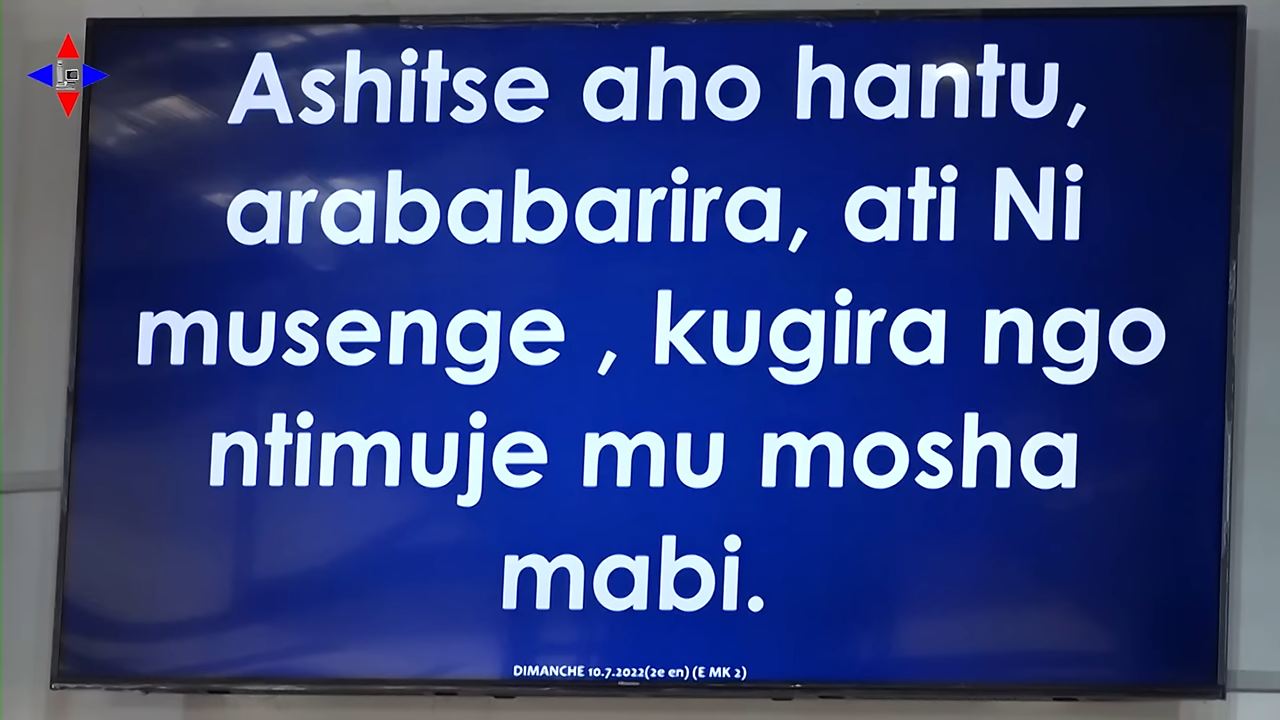 Ashitse aho hantu,
arababarira, ati Ni
musenge , kugira ngo
ntimuje mu mosha
mabi.
DIMANCHE 10.7.2022(2e en) (E MK 2)